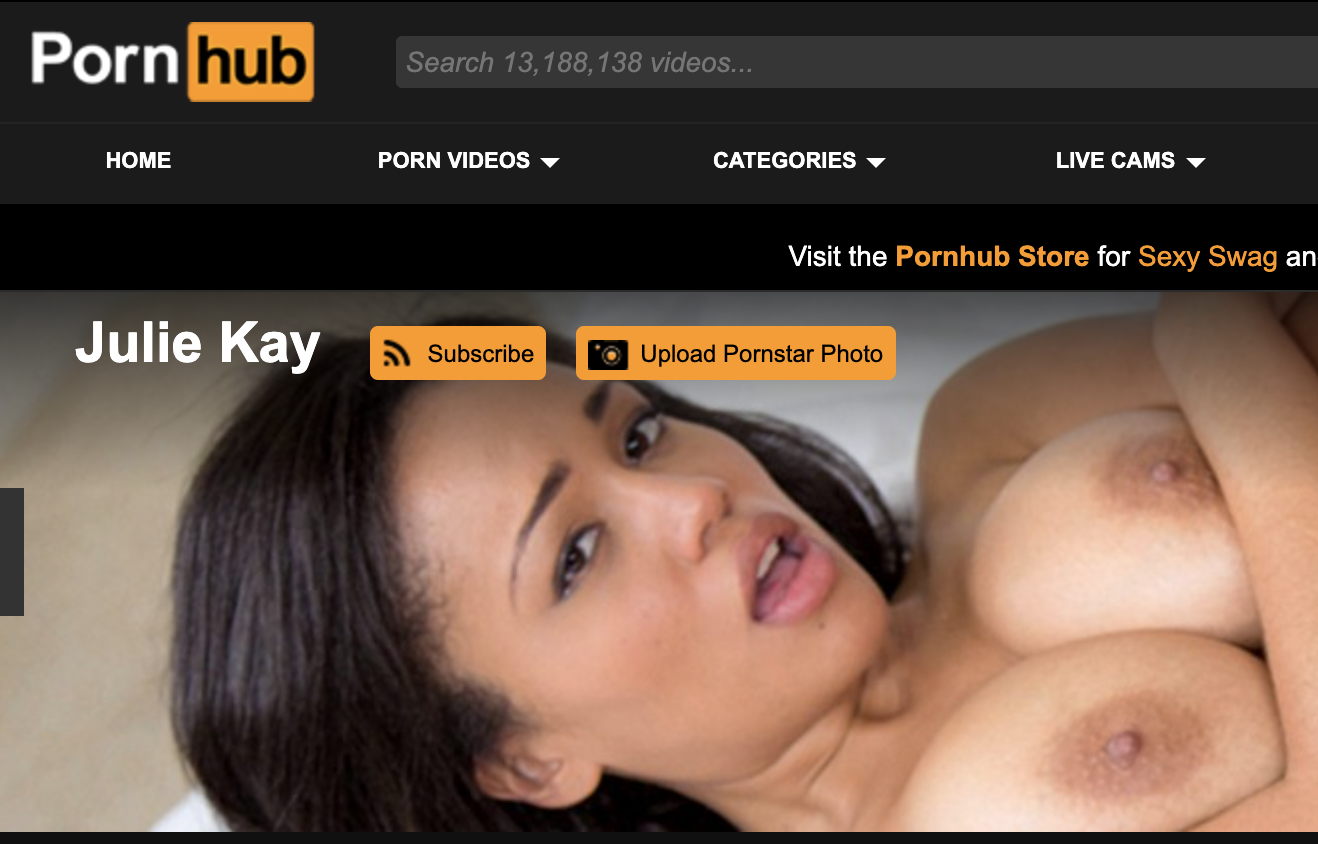 Pornhub
Search 13,188,138 videos...
HOME
PORN VIDEOS
CATEGORIES
LIVE CAMS
Visit the Pornhub Store for Sexy Swag an
Julie Kay
Subscribe
Upload Pornstar Photo